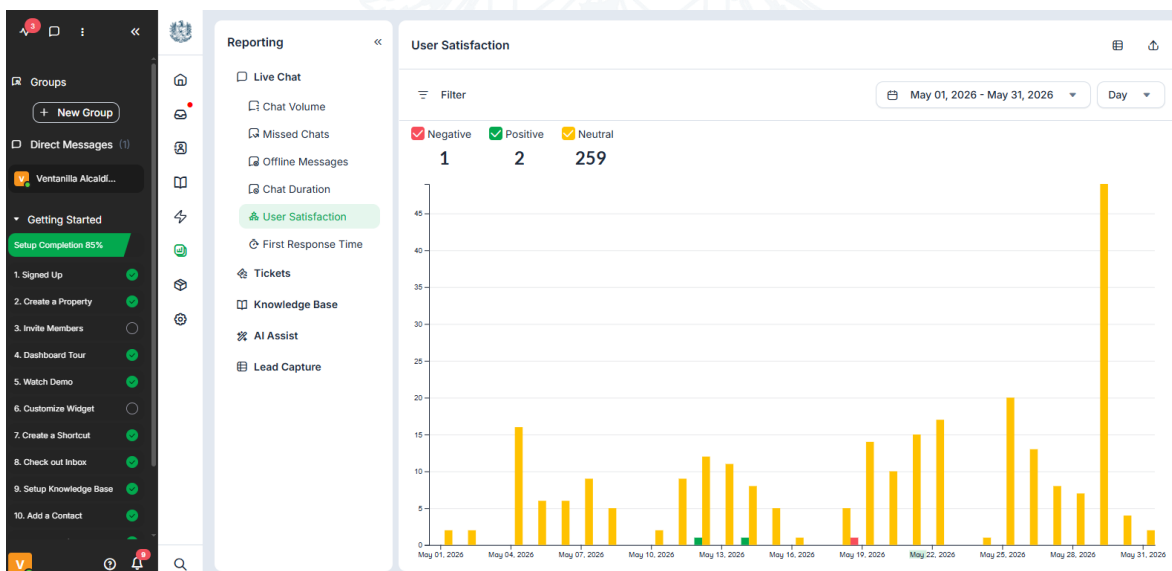 3
Groups
+ New Group
Direct Messages (1)
V Ventanilla Alcaldí...
Getting Started
Setup Completion 85%
1. Signed Up
2. Create a Property
3. Invite Members
4. Dashboard Tour
5. Watch Demo
6. Customize Widget
7. Create a Shortcut
8. Check out Inbox
9. Setup Knowledge Base
10. Add a Contact
V
9
Reporting
Live Chat
Chat Volume
Missed Chats
Offline Messages
Chat Duration
User Satisfaction
First Response Time
Tickets
Knowledge Base
AI Assist
Lead Capture
User Satisfaction
Filter
May 01, 2026 - May 31, 2026
Day
Negative Positive Neutral
1 2 259
45
40
35
30
25
20
15
10
5
0
May 01, 2026 May 04, 2026 May 07, 2026 May 10, 2026 May 13, 2026 May 16, 2026 May 19, 2026 May 22, 2026 May 25, 2026 May 28, 2026 May 31, 2026